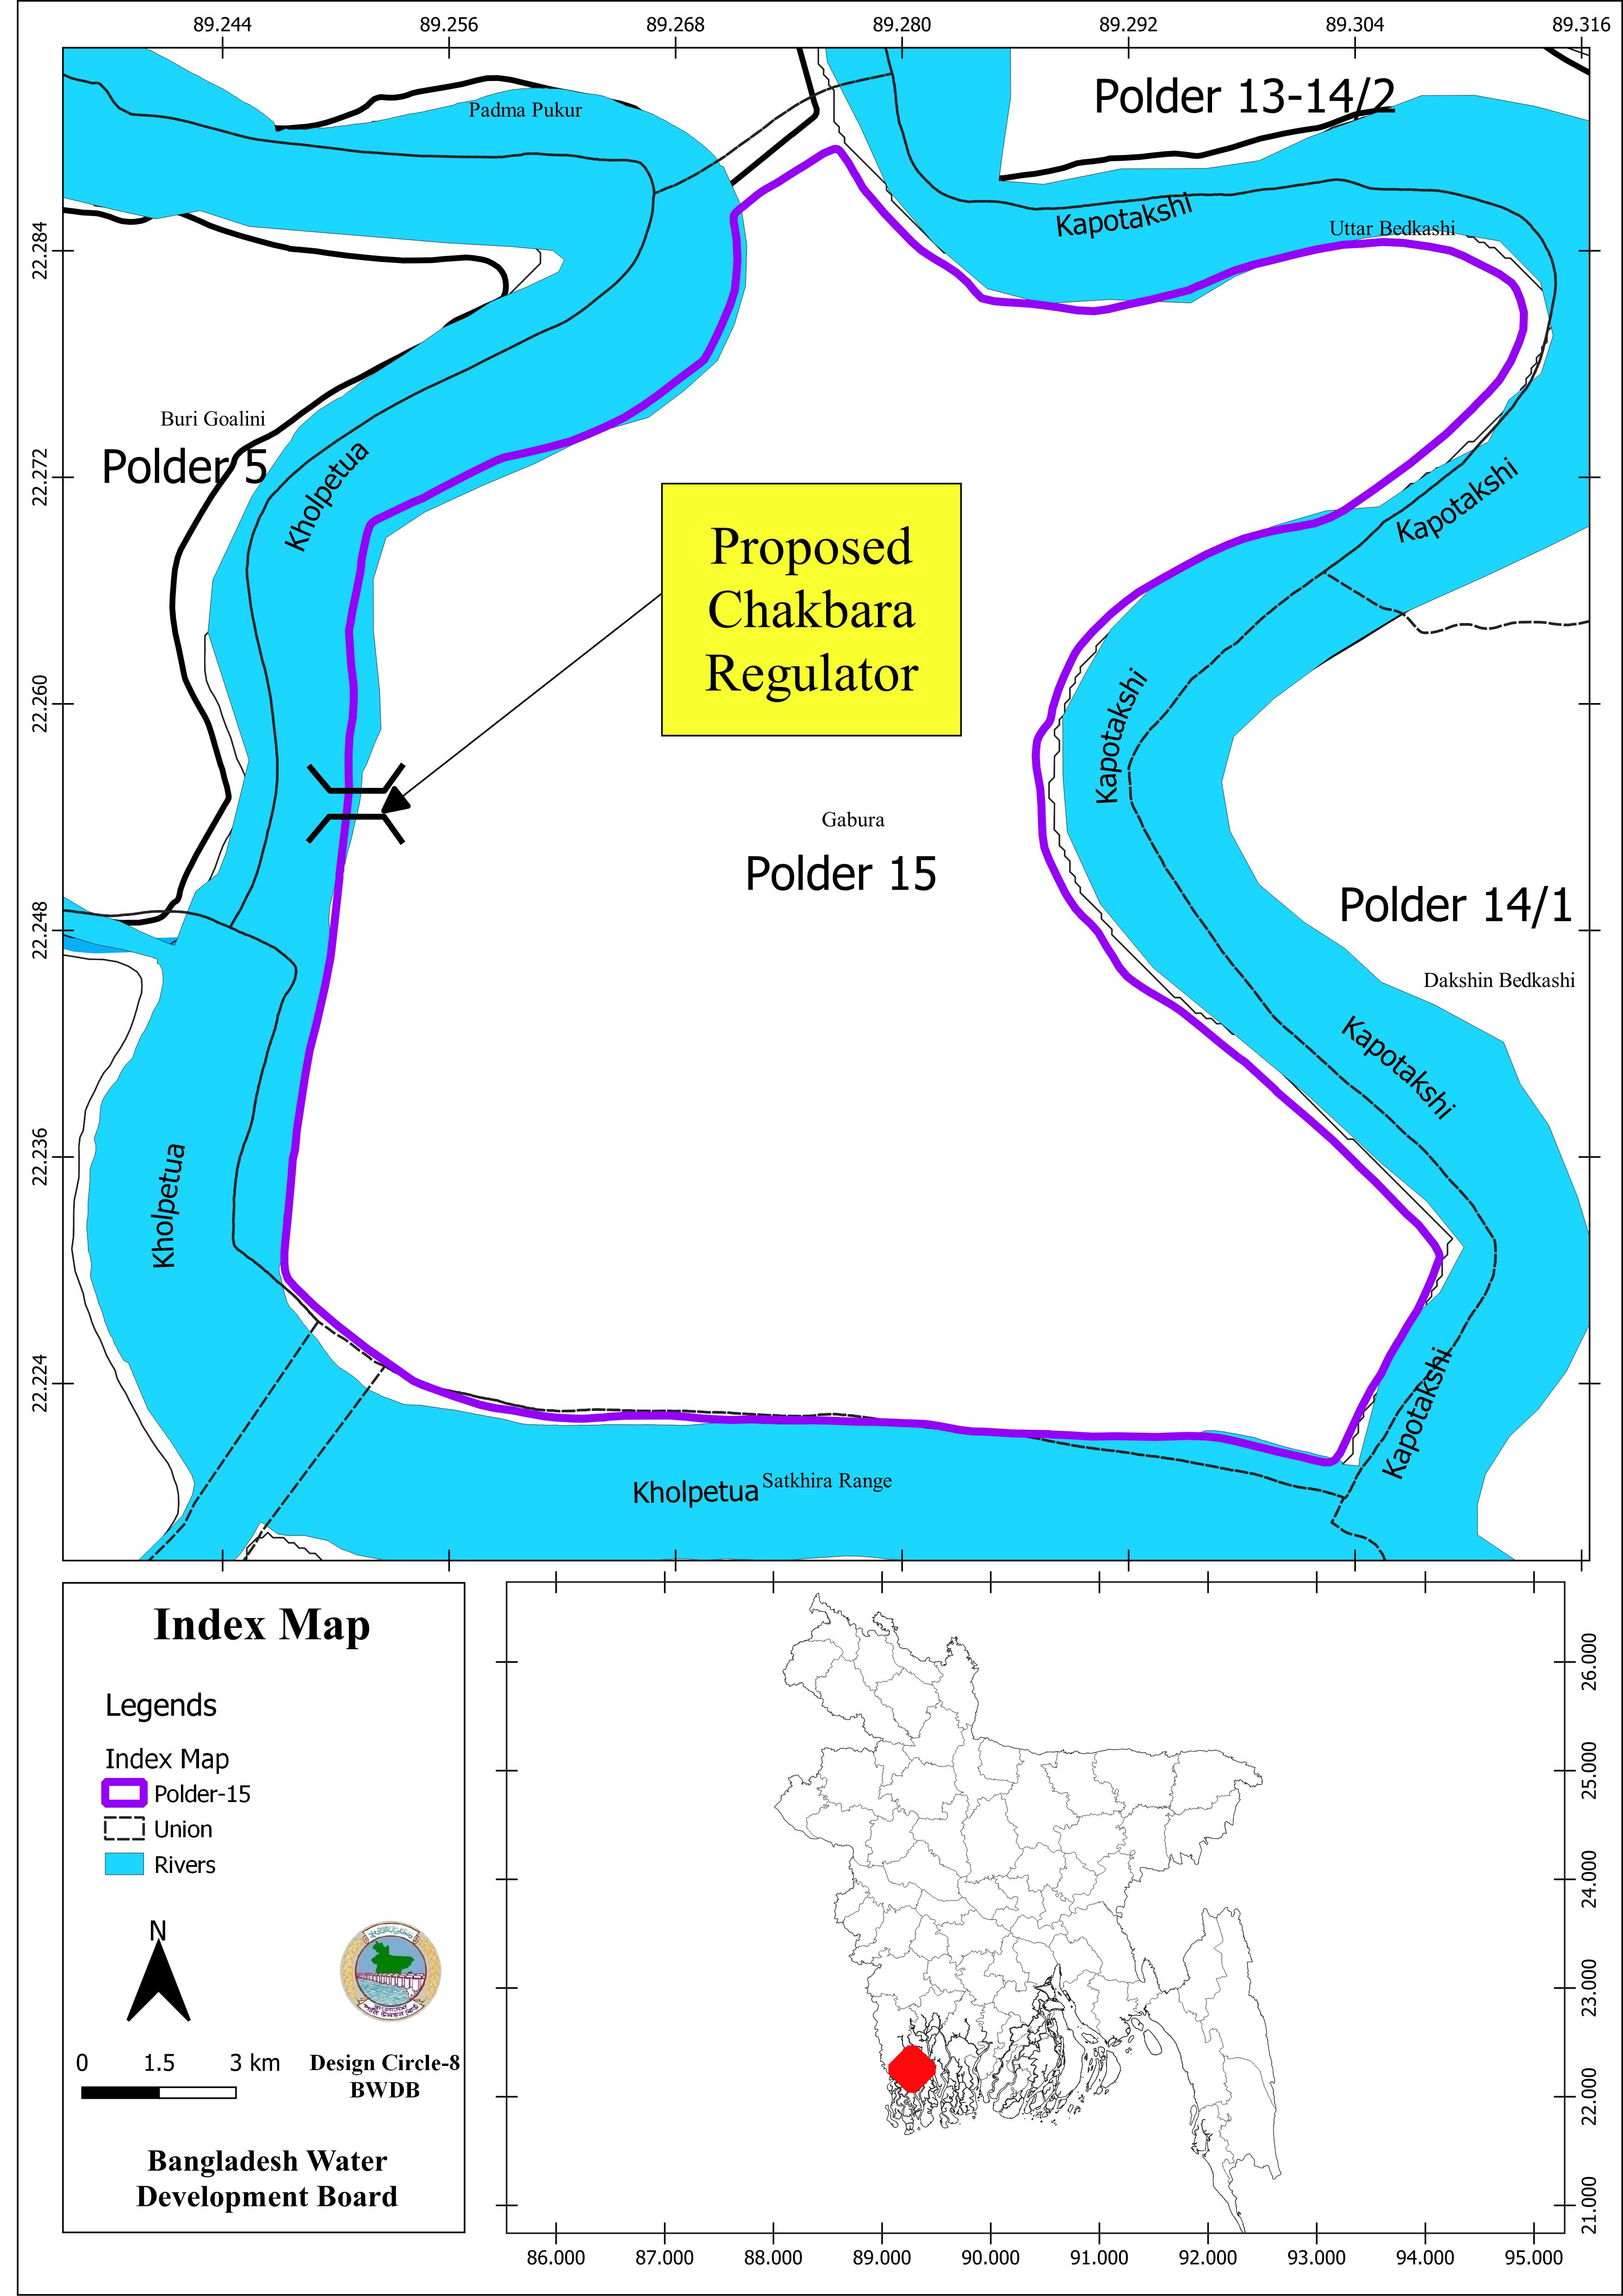 89.244
89.256
89.268
89.280
89.292
89.304
89.316
Padma Pukur
Polder 13-14/2
Kapotakshi
Uttar Bedkashi
22.284
Buri Goalini
Polder 5
Kholpetua
22.272
Kapotakshi
Proposed
Chakbara
Regulator
22.260
Kapotakshi
Gabura
Polder 15
Polder 14/1
22.248
Dakshin Bedkashi
Kapotakshi
22.236
Kholpetua
22.224
Kapotakshi
Kholpetua
Satkhira Range
Index Map
Legends
Index Map
Polder-15
Union
Rivers
N
0 1.5 3 km
Design Circle-8
BWDB
Bangladesh Water
Development Board
26.000
25.000
24.000
23.000
22.000
21.000
86.000
87.000
88.000
89.000
90.000
91.000
92.000
93.000
94.000
95.000